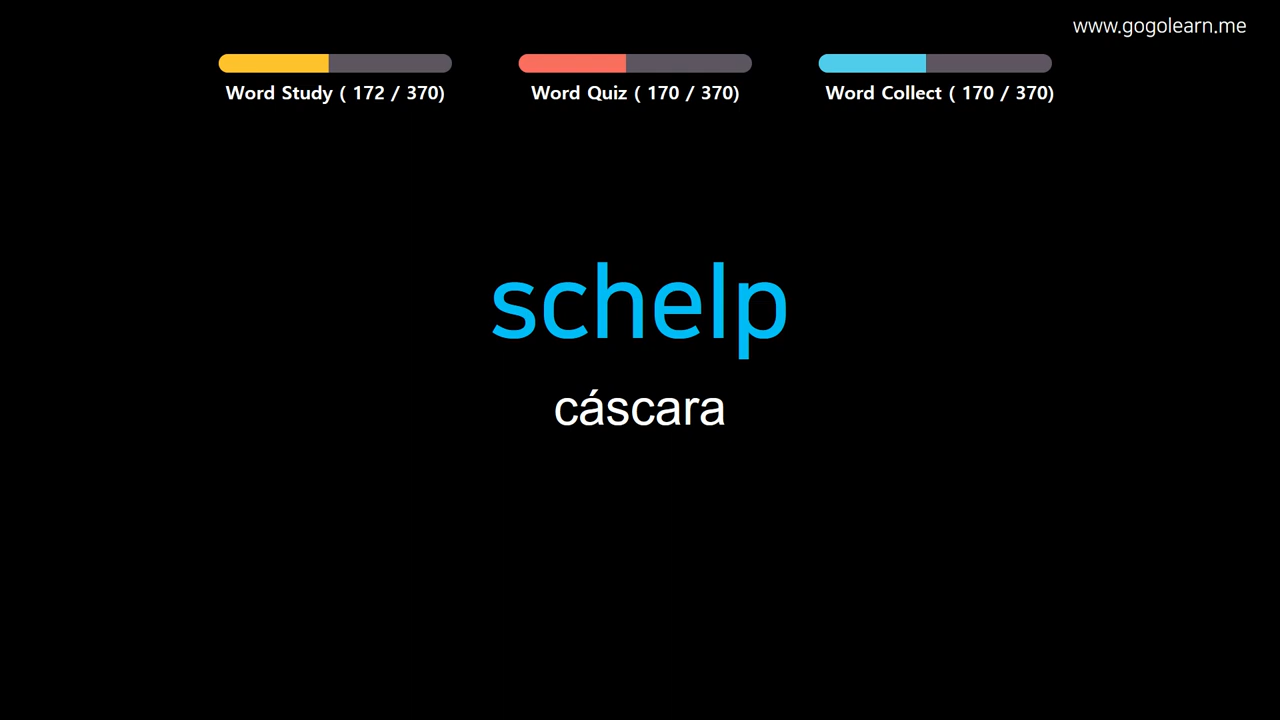 www.gogolearn.me
Word Study ( 172 / 370)
Word Quiz ( 170 / 370)
Word Collect ( 170 / 370)
schelp
cáscara